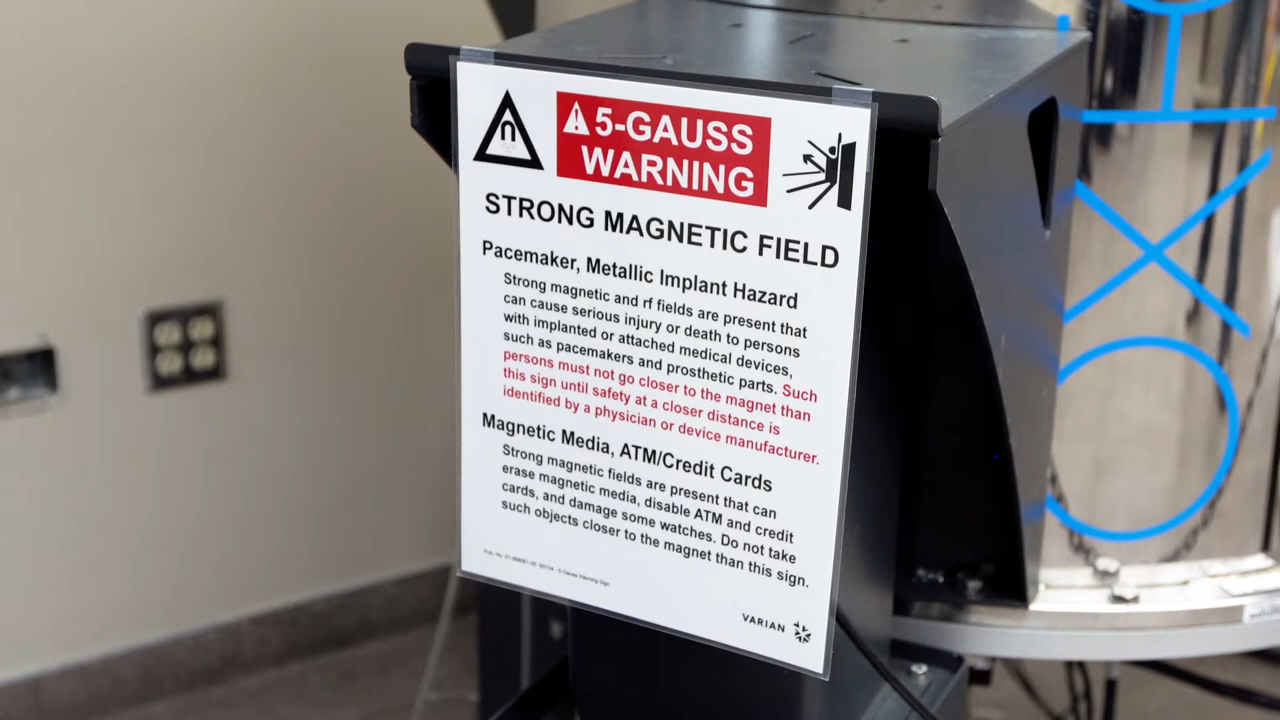 5-GAUSS
WARNING
STRONG MAGNETIC FIELD
Pacemaker, Metallic Implant Hazard
Strong magnetic and rf fields are present that
can cause serious injury or death to persons
with implanted or attached medical devices,
such as pacemakers and prosthetic parts. Such
persons must not go closer to the magnet than
this sign until safety at a closer distance is
identified by a physician or device manufacturer.
Magnetic Media, ATM/Credit Cards
Strong magnetic fields are present that can
erase magnetic media, disable ATM and credit
cards, and damage some watches. Do not take
such objects closer to the magnet than this sign.
5-Gauss Warning Sign
VARIAN